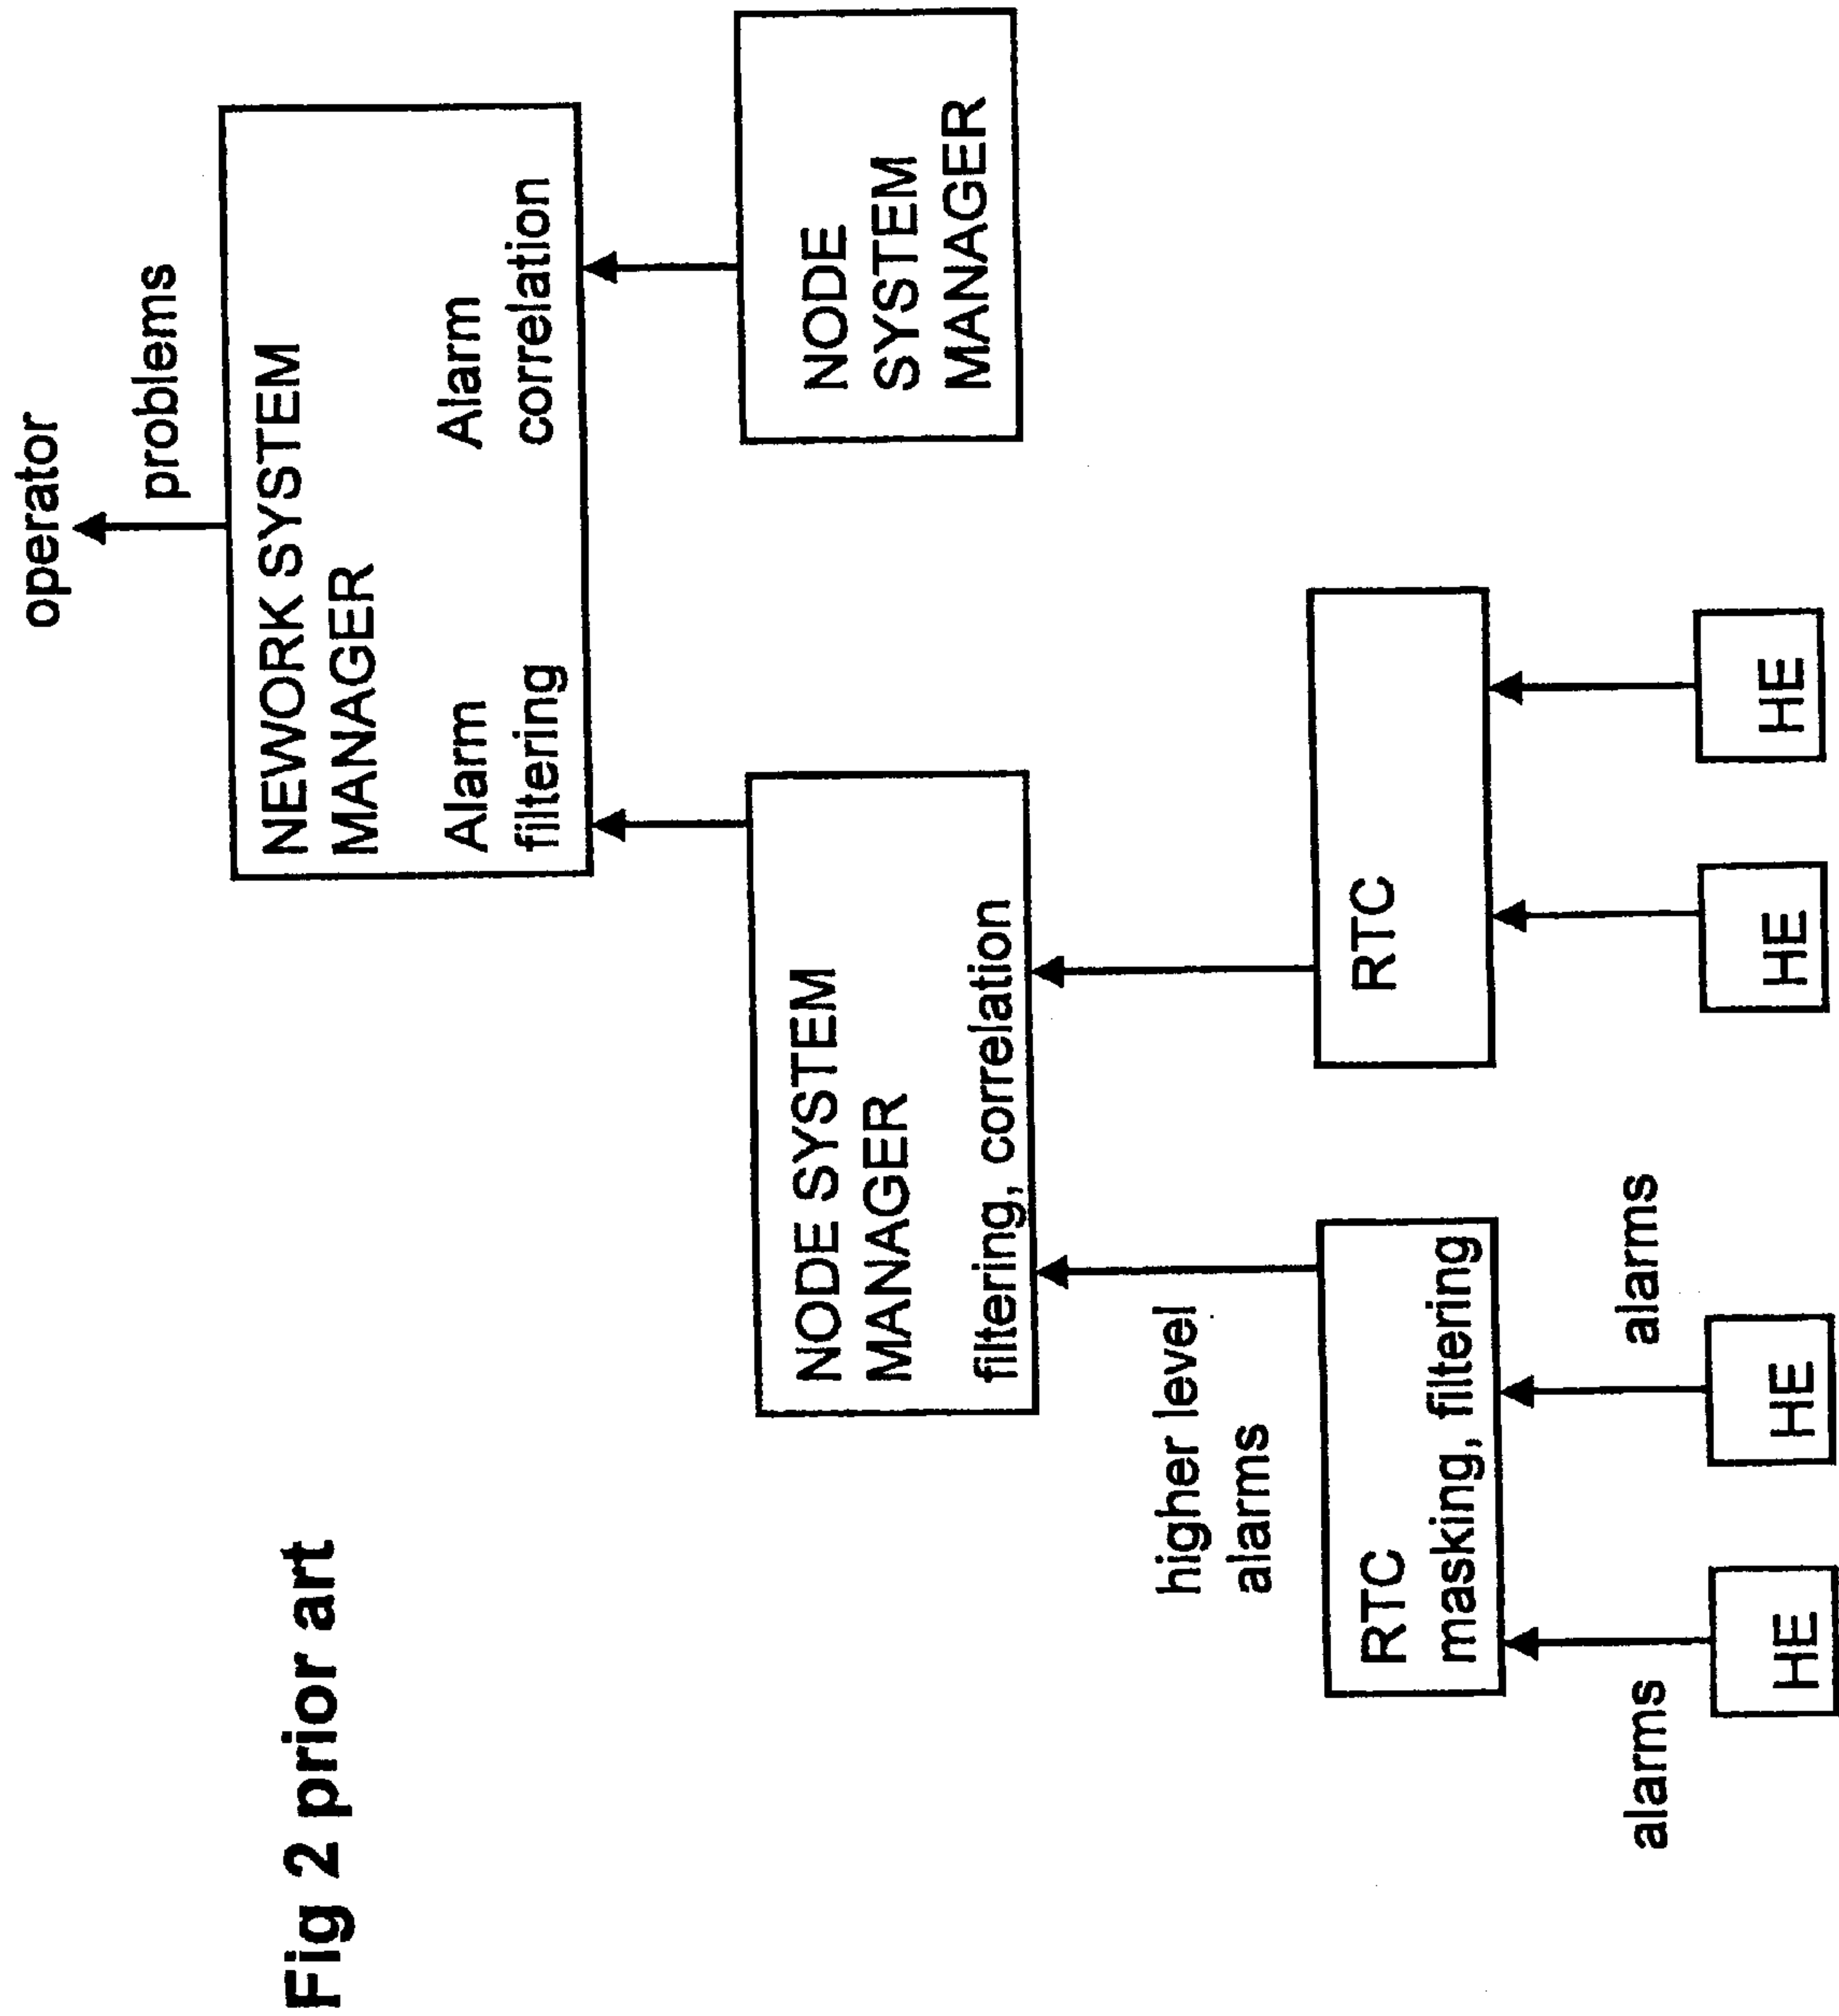 Fig 2 prior art
operator
problems
NEWORK SYSTEM
MANAGER
Alarm
filtering
Alarm
correlation
NODE SYSTEM
MANAGER
filtering, correlation
NODE
SYSTEM
MANAGER
higher level
alarms
RTC
masking, filtering
RTC
alarms
alarms
HE
HE
HE
HE